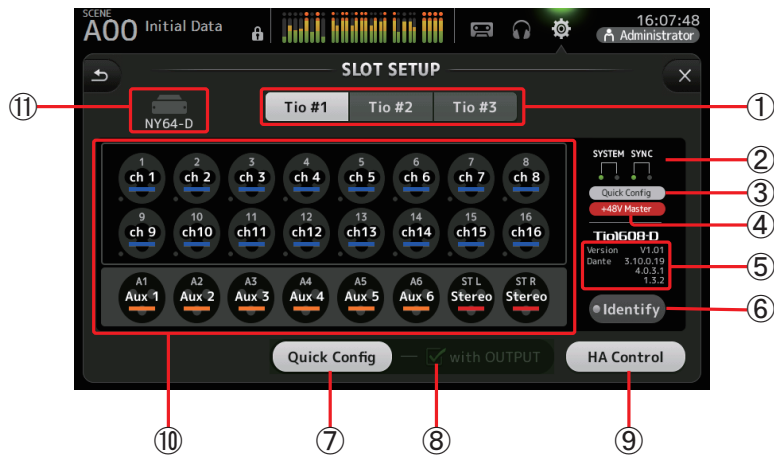 SCENE
A00 Initial Data
16:07:48
Administrator
SLOT SETUP
⑪
NY64-D
Tio #1 Tio #2 Tio #3
①
1 2 3 4 5 6 7 8
ch 1 ch 2 ch 3 ch 4 ch 5 ch 6 ch 7 ch 8
9 10 11 12 13 14 15 16
ch 9 ch10 ch11 ch12 ch13 ch14 ch15 ch16
A1 A2 A3 A4 A5 A6 ST L ST R
Aux 1 Aux 2 Aux 3 Aux 4 Aux 5 Aux 6 Stereo Stereo
SYSTEM SYNC
②
Quick Config
③
+48V Master
④
Tio1608-D
Version V1.01
Dante 3.10.0.19
4.0.3.1
1.3.2
⑤
Identify
⑥
Quick Config
with OUTPUT
HA Control
⑩ ⑦ ⑧ ⑨